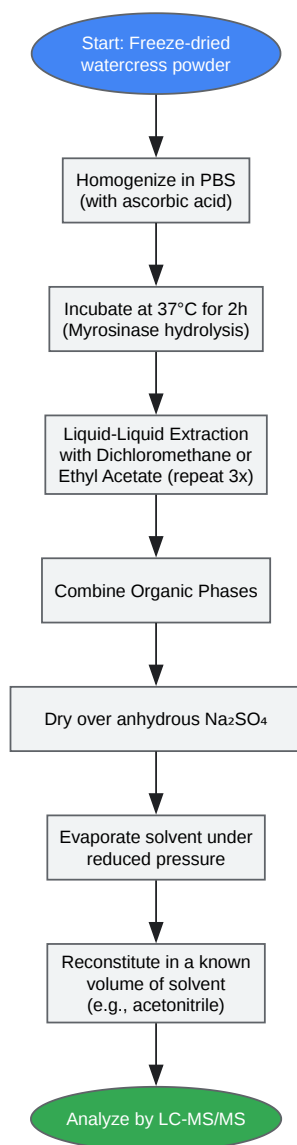 Start: Freeze-dried
watercress powder
Homogenize in PBS
(with ascorbic acid)
Incubate at 37°C for 2h
(Myrosinase hydrolysis)
Liquid-Liquid Extraction
with Dichloromethane or
Ethyl Acetate (repeat 3x)
Combine Organic Phases
Dry over anhydrous Na₂SO₄
Evaporate solvent under
reduced pressure
Reconstitute in a known
volume of solvent
(e.g., acetonitrile)
Analyze by LC-MS/MS